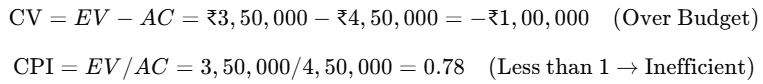 CV = EV − AC = ₹3, 50, 000 − ₹4, 50, 000 = −₹1, 00, 000 (Over Budget)
CPI = EV/AC = 3, 50, 000/4, 50, 000 = 0.78 (Less than 1 → Inefficient)